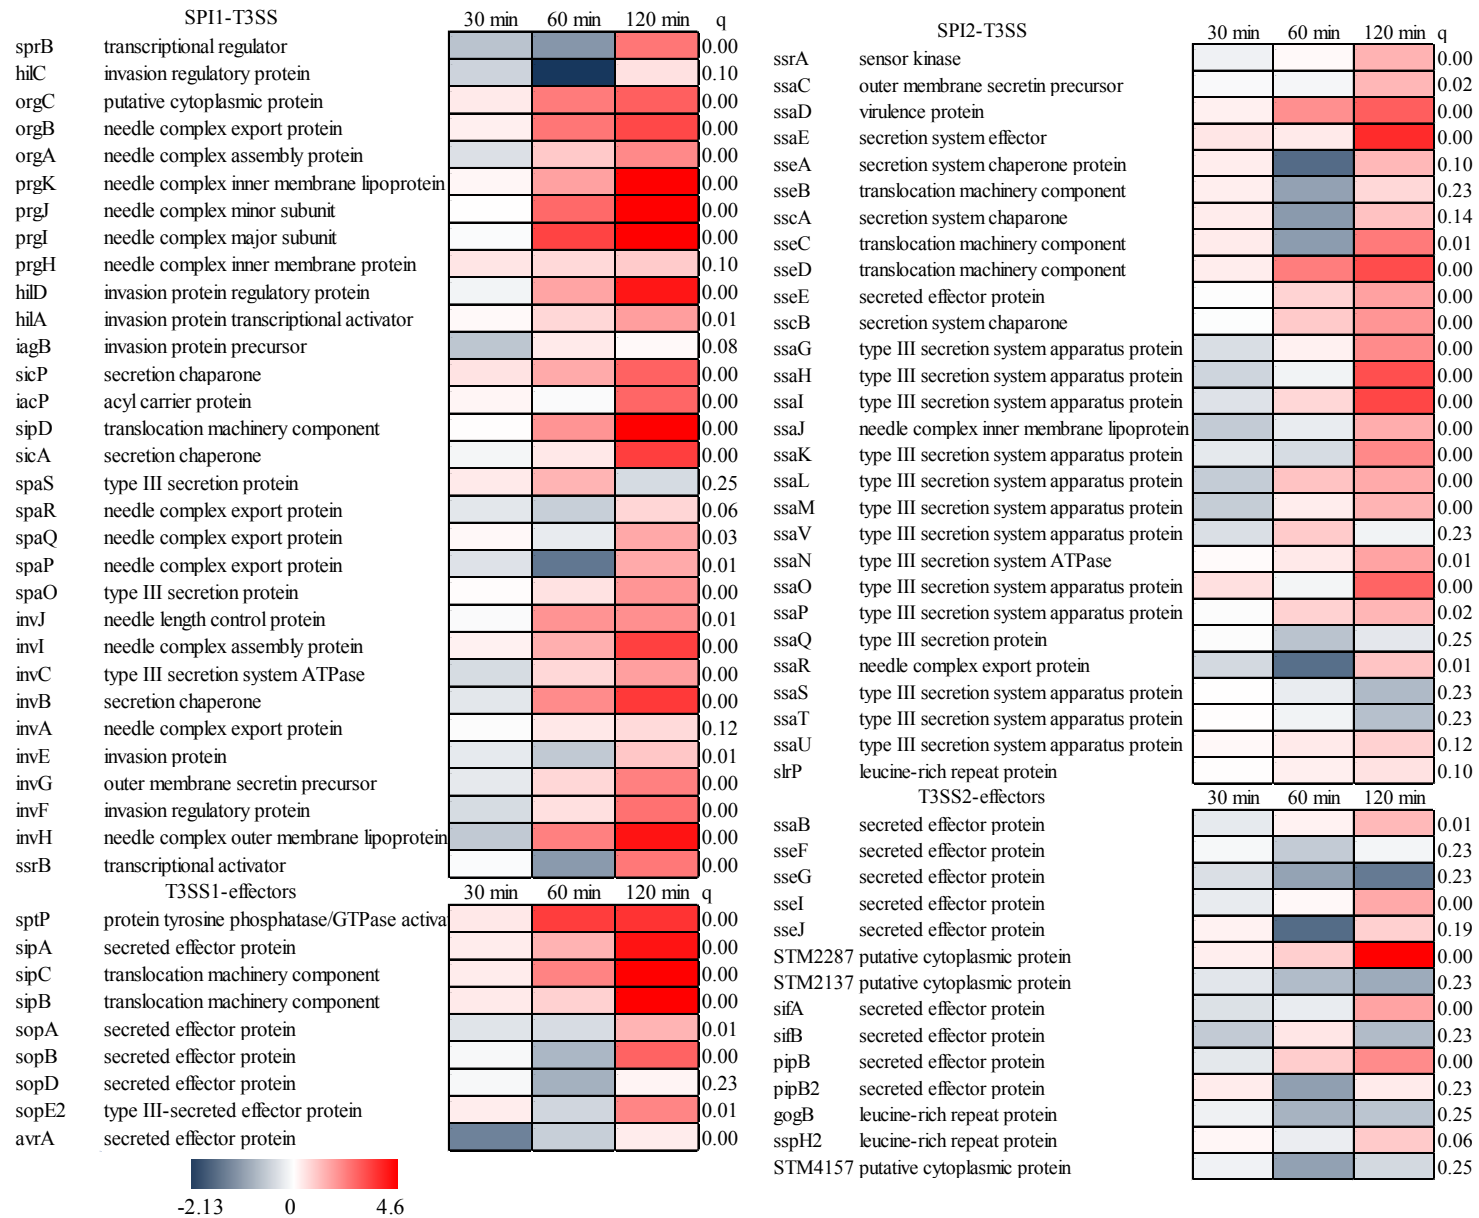 SPI1-T3SS 30 min 60 min 120 min q
sprB transcriptional regulator 0.00
hilC invasion regulatory protein 0.10
orgC putative cytoplasmic protein 0.00
orgB needle complex export protein 0.00
orgA needle complex assembly protein 0.00
prgK needle complex inner membrane lipoprotein 0.00
prgJ needle complex minor subunit 0.00
prgI needle complex major subunit 0.00
prgH needle complex inner membrane protein 0.10
hilD invasion protein regulatory protein 0.00
hilA invasion protein transcriptional activator 0.01
iagB invasion protein precursor 0.08
sicP secretion chaparone 0.00
iacP acyl carrier protein 0.00
sipD translocation machinery component 0.00
sicA secretion chaperone 0.00
spaS type III secretion protein 0.25
spaR needle complex export protein 0.06
spaQ needle complex export protein 0.03
spaP needle complex export protein 0.01
spaO type III secretion protein 0.00
invJ needle length control protein 0.01
invI needle complex assembly protein 0.00
invC type III secretion system ATPase 0.00
invB secretion chaperone 0.00
invA needle complex export protein 0.12
invE invasion protein 0.01
invG outer membrane secretin precursor 0.00
invF invasion regulatory protein 0.00
invH needle complex outer membrane lipoprotein 0.00
ssrB transcriptional activator 0.00
T3SS1-effectors 30 min 60 min 120 min q
sptP protein tyrosine phosphatase/GTPase activa 0.00
sipA secreted effector protein 0.00
sipC translocation machinery component 0.00
sipB translocation machinery component 0.00
sopA secreted effector protein 0.01
sopB secreted effector protein 0.00
sopD secreted effector protein 0.23
sopE2 type III-secreted effector protein 0.01
avrA secreted effector protein 0.00
-2.13 0 4.6
SPI2-T3SS 30 min 60 min 120 min q
ssrA sensor kinase 0.00
ssaC outer membrane secretin precursor 0.02
ssaD virulence protein 0.00
ssaE secretion system effector 0.00
sseA secretion system chaperone protein 0.10
sseB translocation machinery component 0.23
sscA secretion system chaparone 0.14
sseC translocation machinery component 0.01
sseD translocation machinery component 0.00
sseE secreted effector protein 0.00
sscB secretion system chaparone 0.00
ssaG type III secretion system apparatus protein 0.00
ssaH type III secretion system apparatus protein 0.00
ssaI type III secretion system apparatus protein 0.00
ssaJ needle complex inner membrane lipoprotein 0.00
ssaK type III secretion system apparatus protein 0.00
ssaL type III secretion system apparatus protein 0.00
ssaM type III secretion system apparatus protein 0.00
ssaV type III secretion system apparatus protein 0.23
ssaN type III secretion system ATPase 0.01
ssaO type III secretion system apparatus protein 0.00
ssaP type III secretion system apparatus protein 0.02
ssaQ type III secretion protein 0.25
ssaR needle complex export protein 0.01
ssaS type III secretion system apparatus protein 0.23
ssaT type III secretion system apparatus protein 0.23
ssaU type III secretion system apparatus protein 0.12
slrP leucine-rich repeat protein 0.10
T3SS2-effectors 30 min 60 min 120 min
ssaB secreted effector protein 0.01
sseF secreted effector protein 0.23
sseG secreted effector protein 0.23
sseI secreted effector protein 0.00
sseJ secreted effector protein 0.19
STM2287 putative cytoplasmic protein 0.00
STM2137 putative cytoplasmic protein 0.23
sifA secreted effector protein 0.00
sifB secreted effector protein 0.23
pipB secreted effector protein 0.00
pipB2 secreted effector protein 0.23
gogB leucine-rich repeat protein 0.25
sspH2 leucine-rich repeat protein 0.06
STM4157 putative cytoplasmic protein 0.25